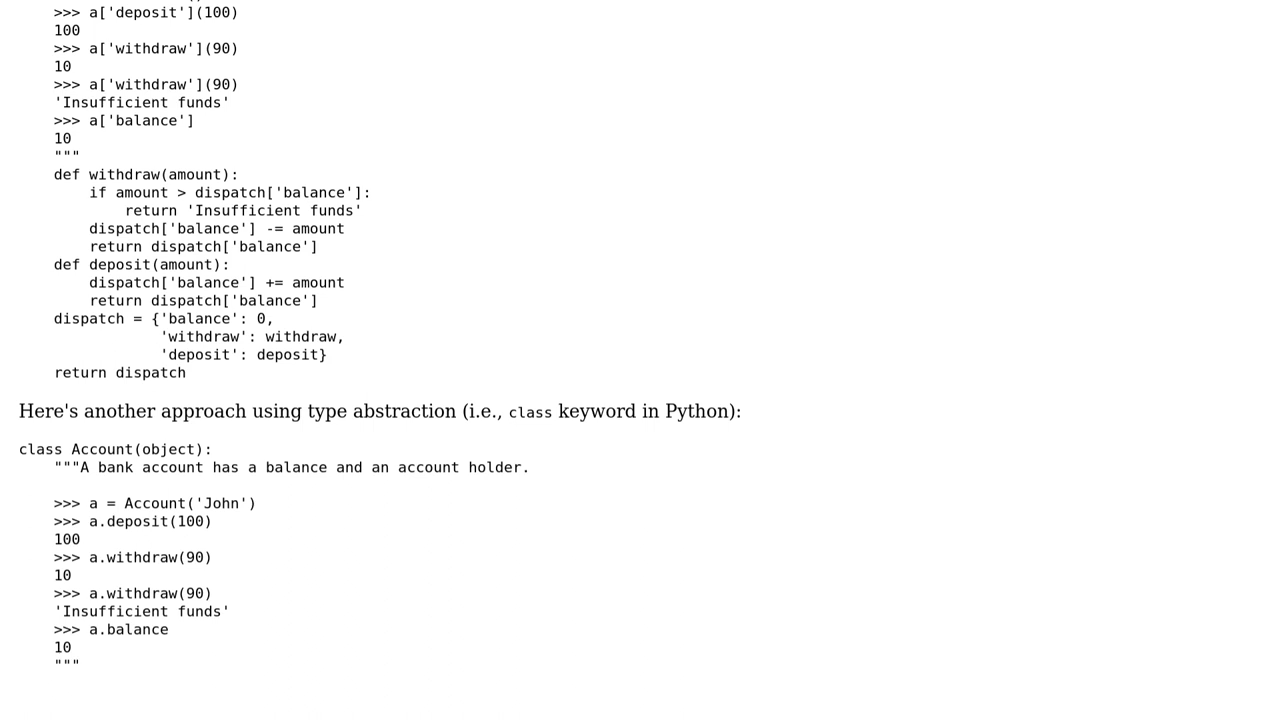 >>> a['deposit'](100)
100
>>> a['withdraw'](90)
10
>>> a['withdraw'](90)
'Insufficient funds'
>>> a['balance']
10
"""
def withdraw(amount):
    if amount > dispatch['balance']:
        return 'Insufficient funds'
    dispatch['balance'] -= amount
    return dispatch['balance']
def deposit(amount):
    dispatch['balance'] += amount
    return dispatch['balance']
dispatch = {'balance': 0,
            'withdraw': withdraw,
            'deposit': deposit}
return dispatch
Here's another approach using type abstraction (i.e., class keyword in Python):
class Account(object):
    """A bank account has a balance and an account holder.
    >>> a = Account('John')
    >>> a.deposit(100)
    100
    >>> a.withdraw(90)
    10
    >>> a.withdraw(90)
    'Insufficient funds'
    >>> a.balance
    10
    """